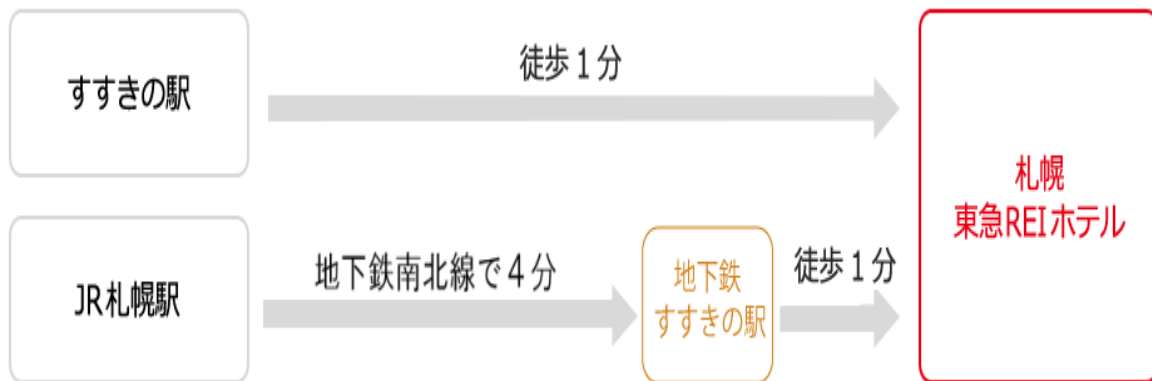 すすきの駅
徒歩1分
札幌
東急REIホテル
JR札幌駅
地下鉄南北線で4分
地下鉄
すすきの駅
徒歩1分